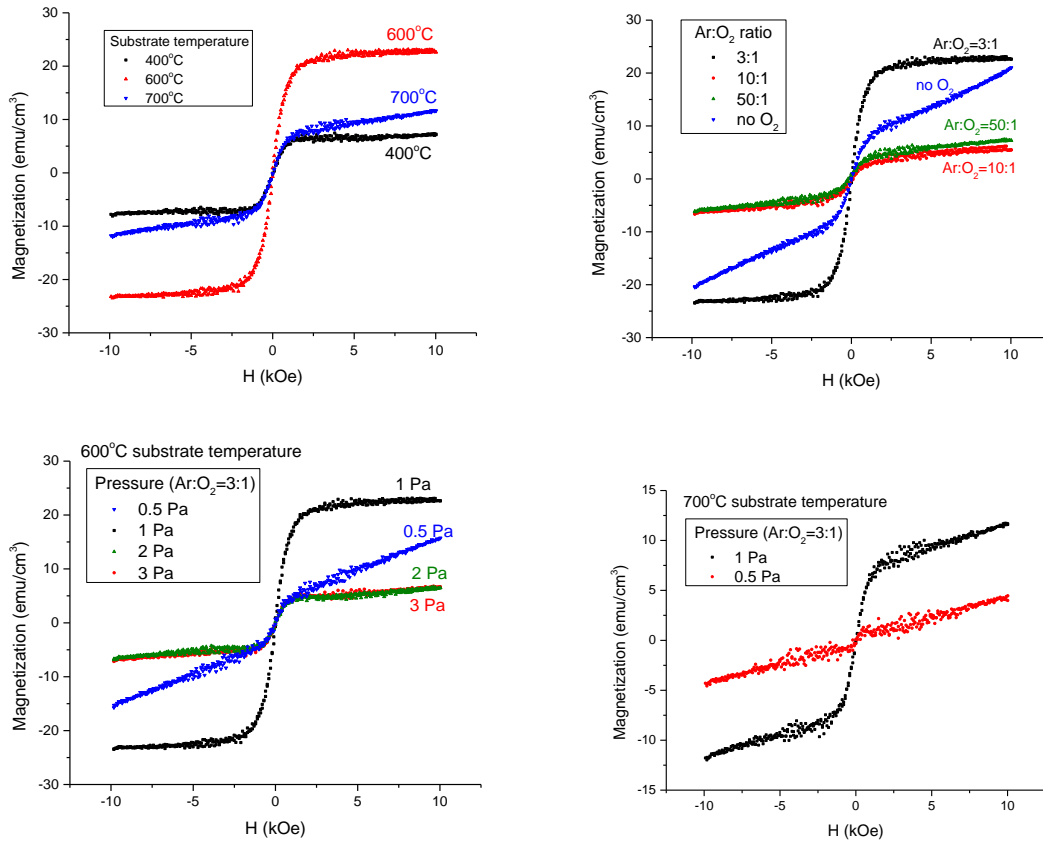 Substrate temperature
400°C
600°C
700°C
600°C
700°C
400°C
30
20
10
0
-10
-20
-30
Magnetization (emu/cm³)
-10
-5
0
5
10
H (kOe)
Ar:O₂ ratio
3:1
10:1
50:1
no O₂
Ar:O₂=3:1
no O₂
Ar:O₂=50:1
Ar:O₂=10:1
30
20
10
0
-10
-20
-30
Magnetization (emu/cm³)
-10
-5
0
5
10
H (kOe)
600°C substrate temperature
Pressure (Ar:O₂=3:1)
0.5 Pa
1 Pa
2 Pa
3 Pa
1 Pa
0.5 Pa
2 Pa
3 Pa
30
20
10
0
-10
-20
-30
Magnetization (emu/cm³)
-10
-5
0
5
10
H (kOe)
700°C substrate temperature
Pressure (Ar:O₂=3:1)
1 Pa
0.5 Pa
15
10
5
0
-5
-10
-15
Magnetization (emu/cm³)
-10
-5
0
5
10
H (kOe)